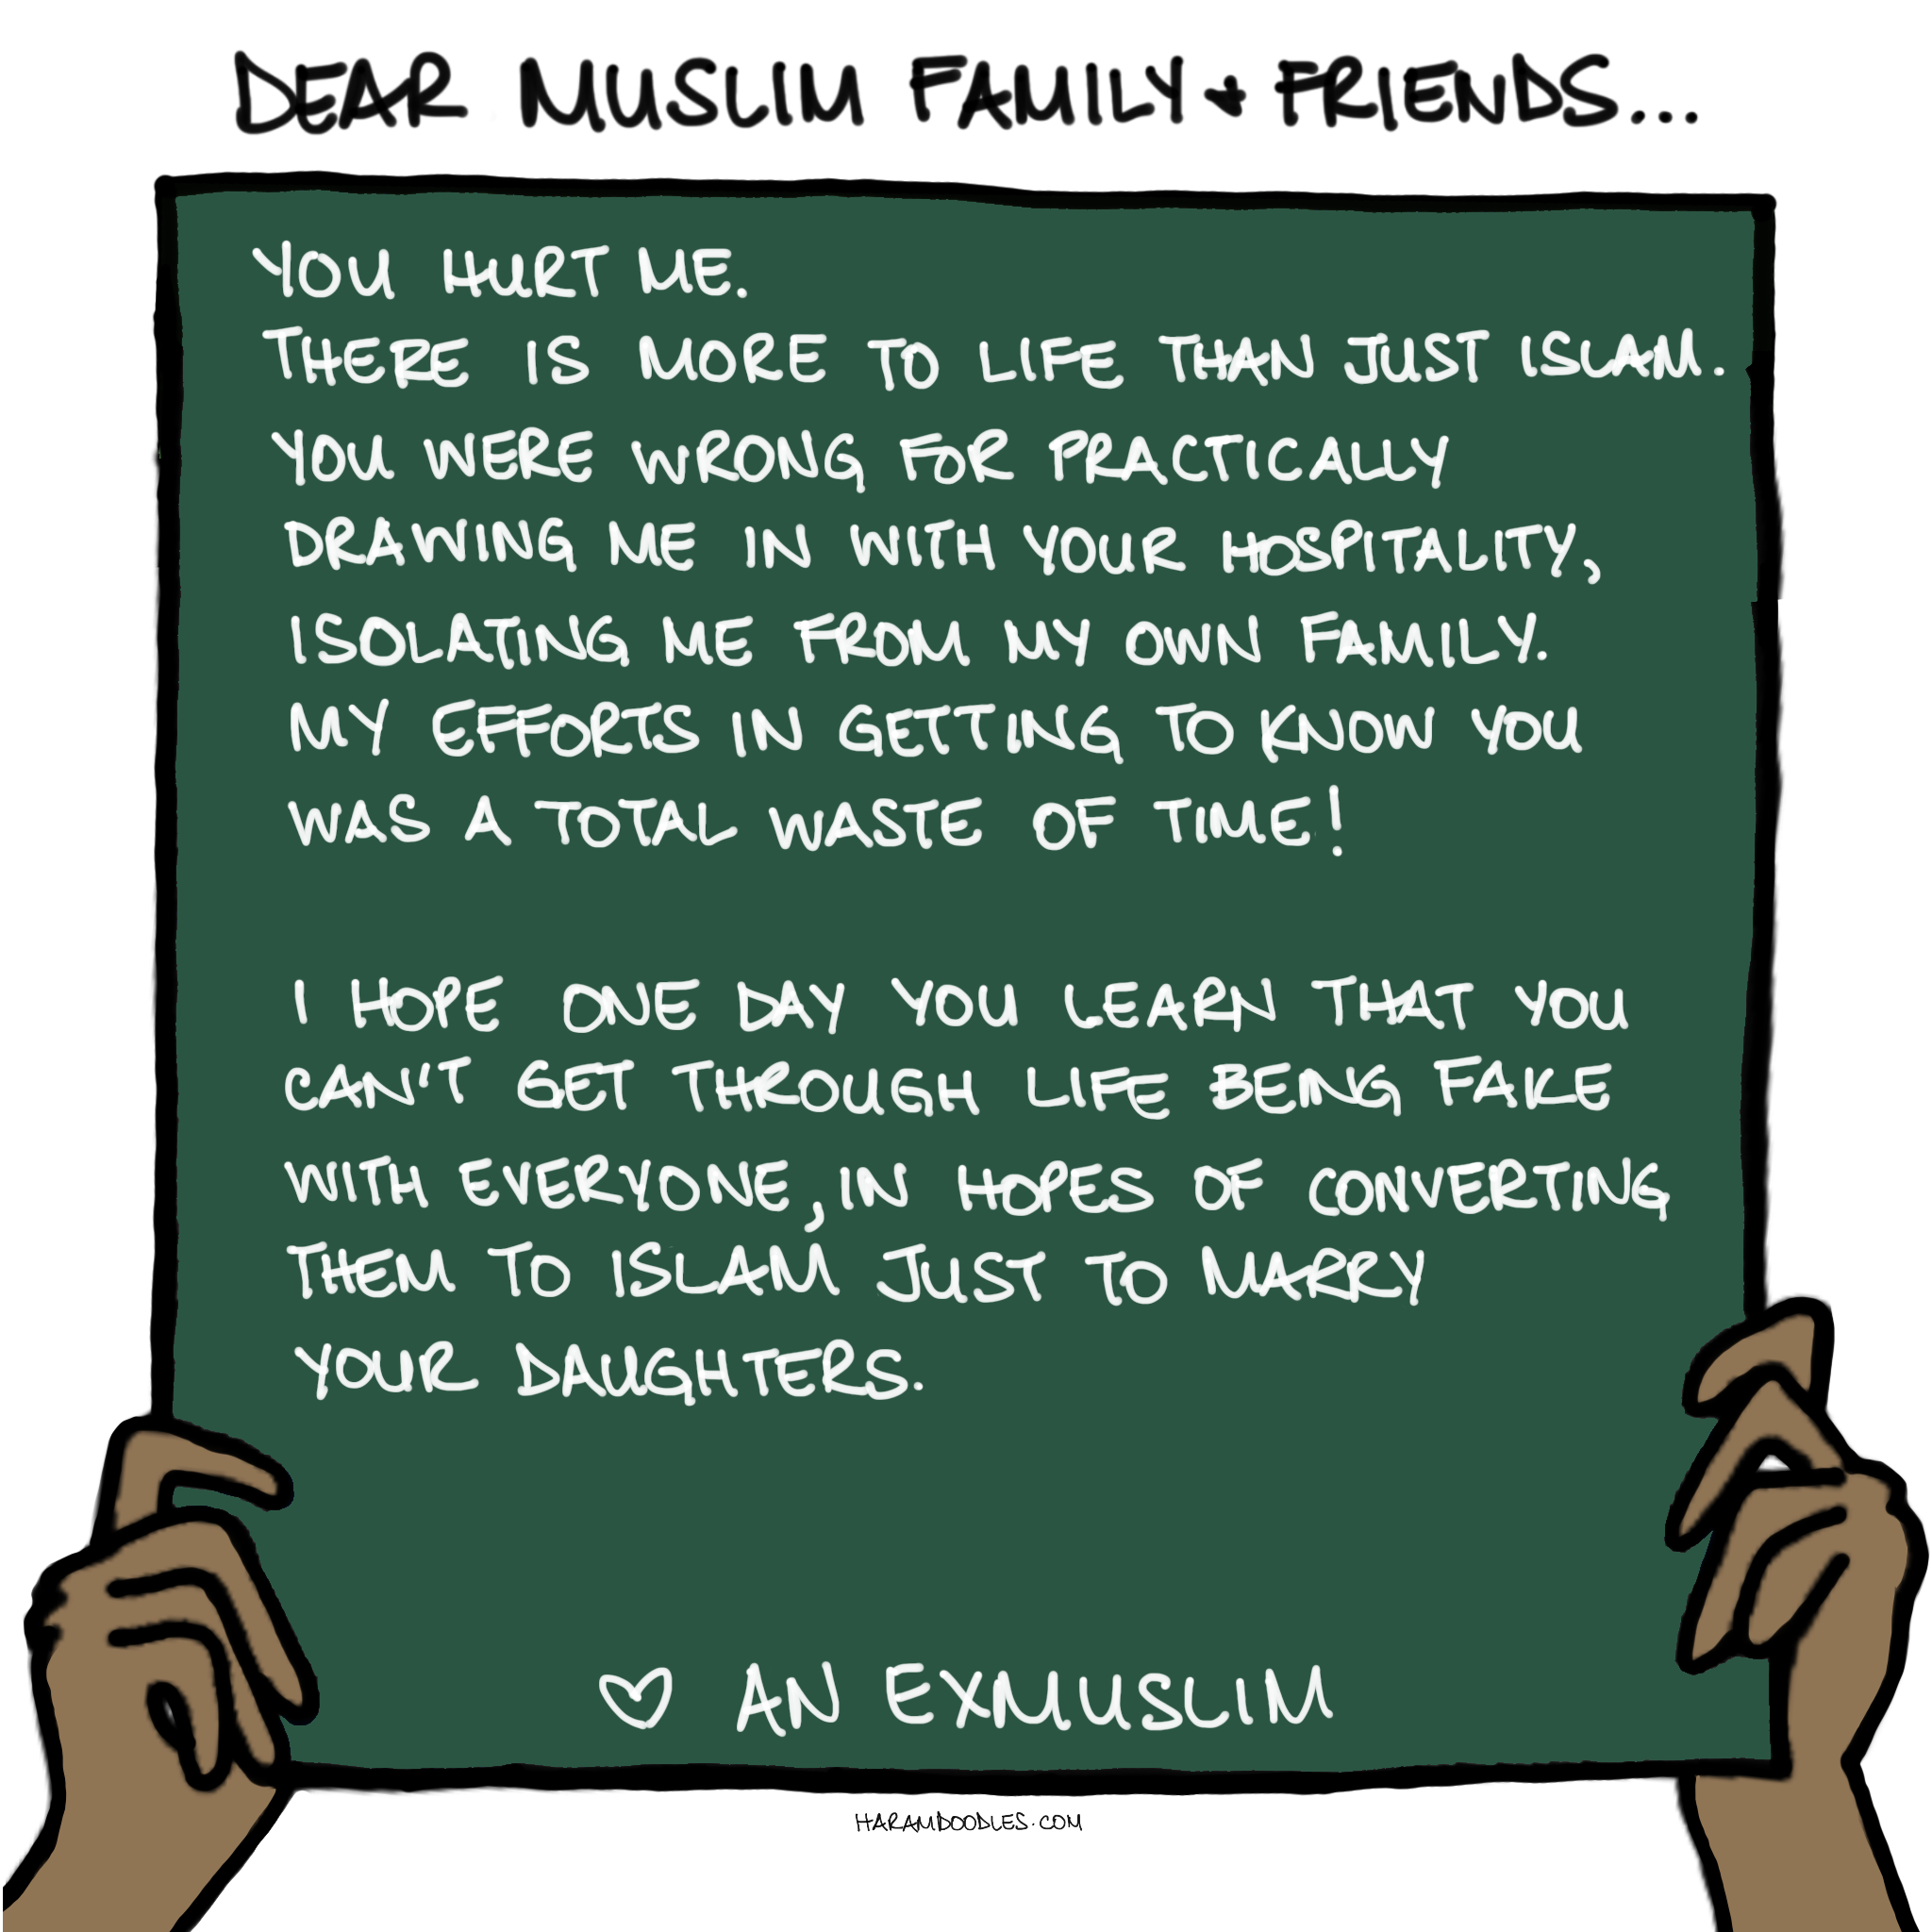 DEAR MUSLIM FAMILY & FRIENDS...
YOU HURT ME.
THERE IS MORE TO LIFE THAN JUST ISLAM.
YOU WERE WRONG FOR PRACTICALLY
DRAWING ME IN WITH YOUR HOSPITALITY,
ISOLATING ME FROM MY OWN FAMILY.
MY EFFORTS IN GETTING TO KNOW YOU
WAS A TOTAL WASTE OF TIME!
I HOPE ONE DAY YOU LEARN THAT YOU
CAN'T GET THROUGH LIFE BEING FAKE
WITH EVERYONE, IN HOPES OF CONVERTING
THEM TO ISLAM JUST TO MARRY
YOUR DAUGHTERS.
♡ AN EXMUSLIM
HARAMDOODLES.COM